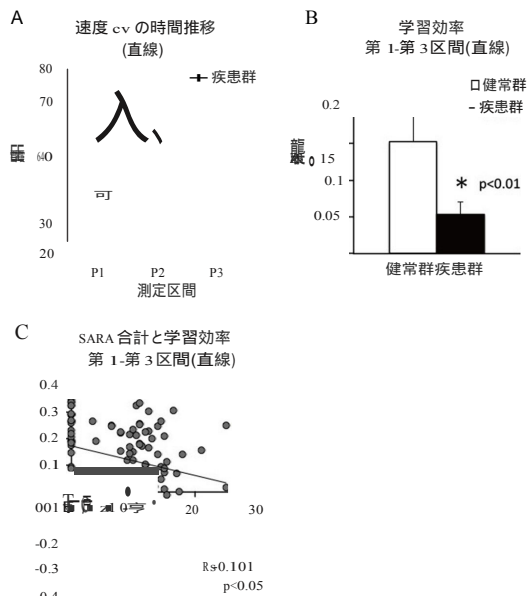 A
速度 cv の時間推移
(直線)
疾患群
80
70
30
20
P1 P2 P3
測定区間
B
学習効率
第 1-第 3 区間(直線)
健常群
疾患群
0.2
0.1
0.05
* p<0.01
健常群疾患群
C
SARA 合計と学習効率
第 1-第 3 区間(直線)
0.4
0.3
0.2
0.1
20 30
-0.2
-0.3
-0.4
p<0.05